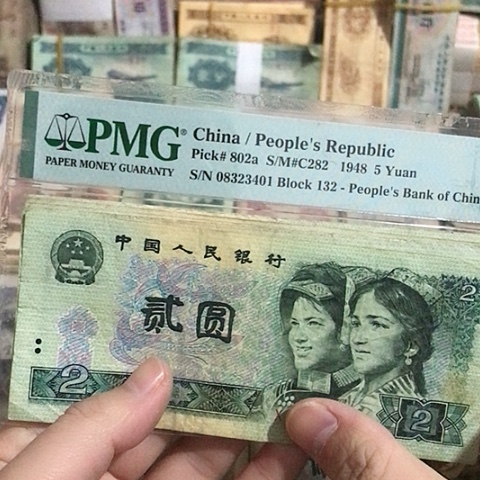 PMG®
PAPER MONEY GUARANTY
China / People's Republic
Pick# 802a S/M#C282 1948 5 Yuan
S/N 08323401 Block 132 - People's Bank of Chin
中国人民银行
2
贰圆
2
2